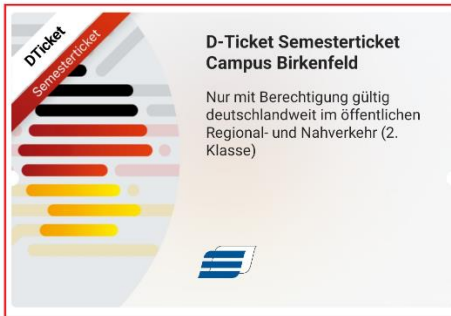 DTicket
Semesterticket
D-Ticket Semesterticket
Campus Birkenfeld
Nur mit Berechtigung gültig
deutschlandweit im öffentlichen
Regional- und Nahverkehr (2.
Klasse)